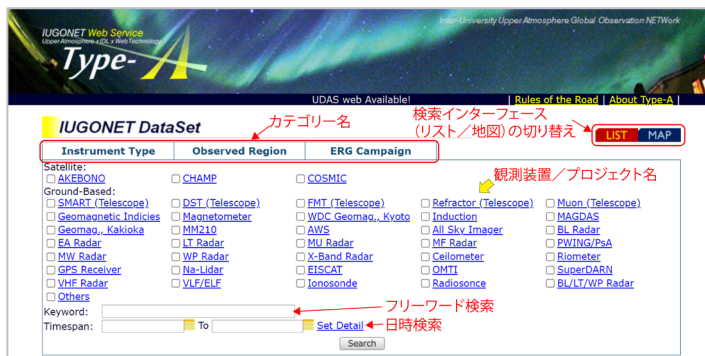 Inter-University Upper Atmosphere Global Observation NETWork
IUGONET Web Service
Upper Atmosphere x IDL x Web Technology
Type-A
UDAS web Available!
| Rules of the Road | About Type-A |
IUGONET DataSet
カテゴリー名
検索インターフェース
(リスト／地図)の切り替え
LIST MAP
Instrument Type Observed Region ERG Campaign
Satellite:
観測装置／プロジェクト名
AKEBONO CHAMP COSMIC
Ground-Based:
SMART (Telescope) DST (Telescope) FMT (Telescope) Refractor (Telescope) Muon (Telescope)
Geomagnetic Indicies Magnetometer WDC Geomag., Kyoto Induction MAGDAS
Geomag., Kakioka MM210 AWS All Sky Imager BL Radar
EA Radar LT Radar MU Radar MF Radar PWING/PsA
MW Radar WP Radar X-Band Radar Ceilometer Riometer
GPS Receiver Na-Lidar EISCAT OMTI SuperDARN
VHF Radar VLF/ELF Ionosonde Radiosonce BL/LT/WP Radar
Others
Keyword: フリーワード検索
Timespan: To Set Detail 日時検索
Search